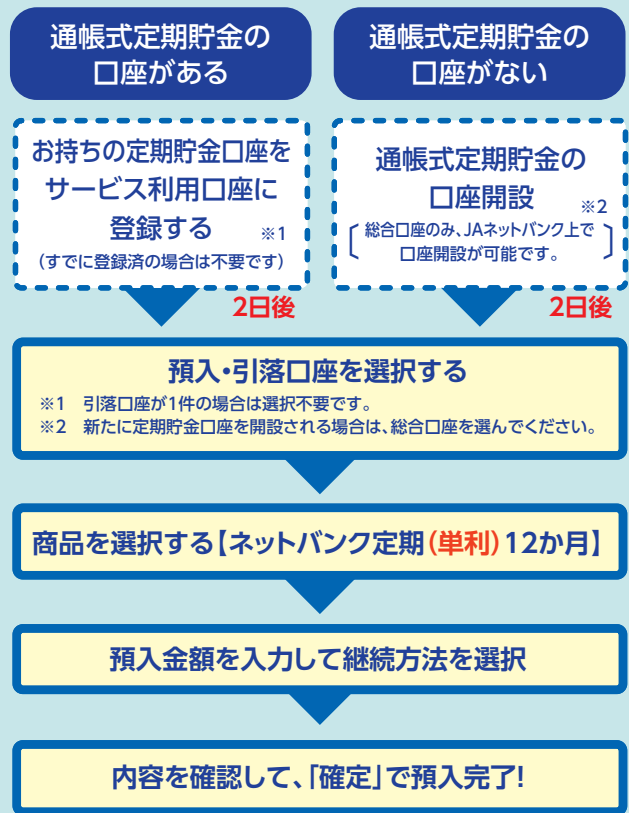 通帳式定期貯金の
口座がある
通帳式定期貯金の
口座がない
お持ちの定期貯金口座を
サービス利用口座に
登録する ※1
(すでに登録済の場合は不要です)
2日後
通帳式定期貯金の
口座開設 ※2
〔総合口座のみ、JAネットバンク上で
口座開設が可能です。〕
2日後
預入・引落口座を選択する
※1 引落口座が1件の場合は選択不要です。
※2 新たに定期貯金口座を開設される場合は、総合口座を選んでください。
商品を選択する【ネットバンク定期(単利)12か月】
預入金額を入力して継続方法を選択
内容を確認して、「確定」で預入完了!